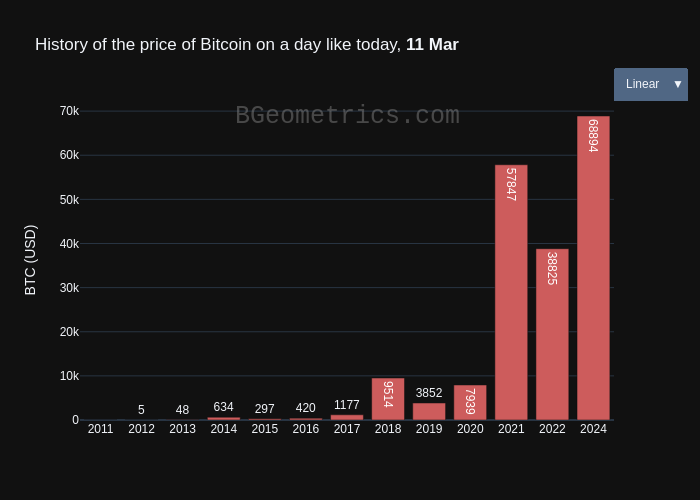 History of the price of Bitcoin on a day like today, 11 Mar
Linear ▼
BGeometrics.com
BTC (USD)
70k
60k
50k
40k
30k
20k
10k
0
5
48
634
297
420
1177
9514
3852
7939
57847
38825
68894
2011 2012 2013 2014 2015 2016 2017 2018 2019 2020 2021 2022 2024